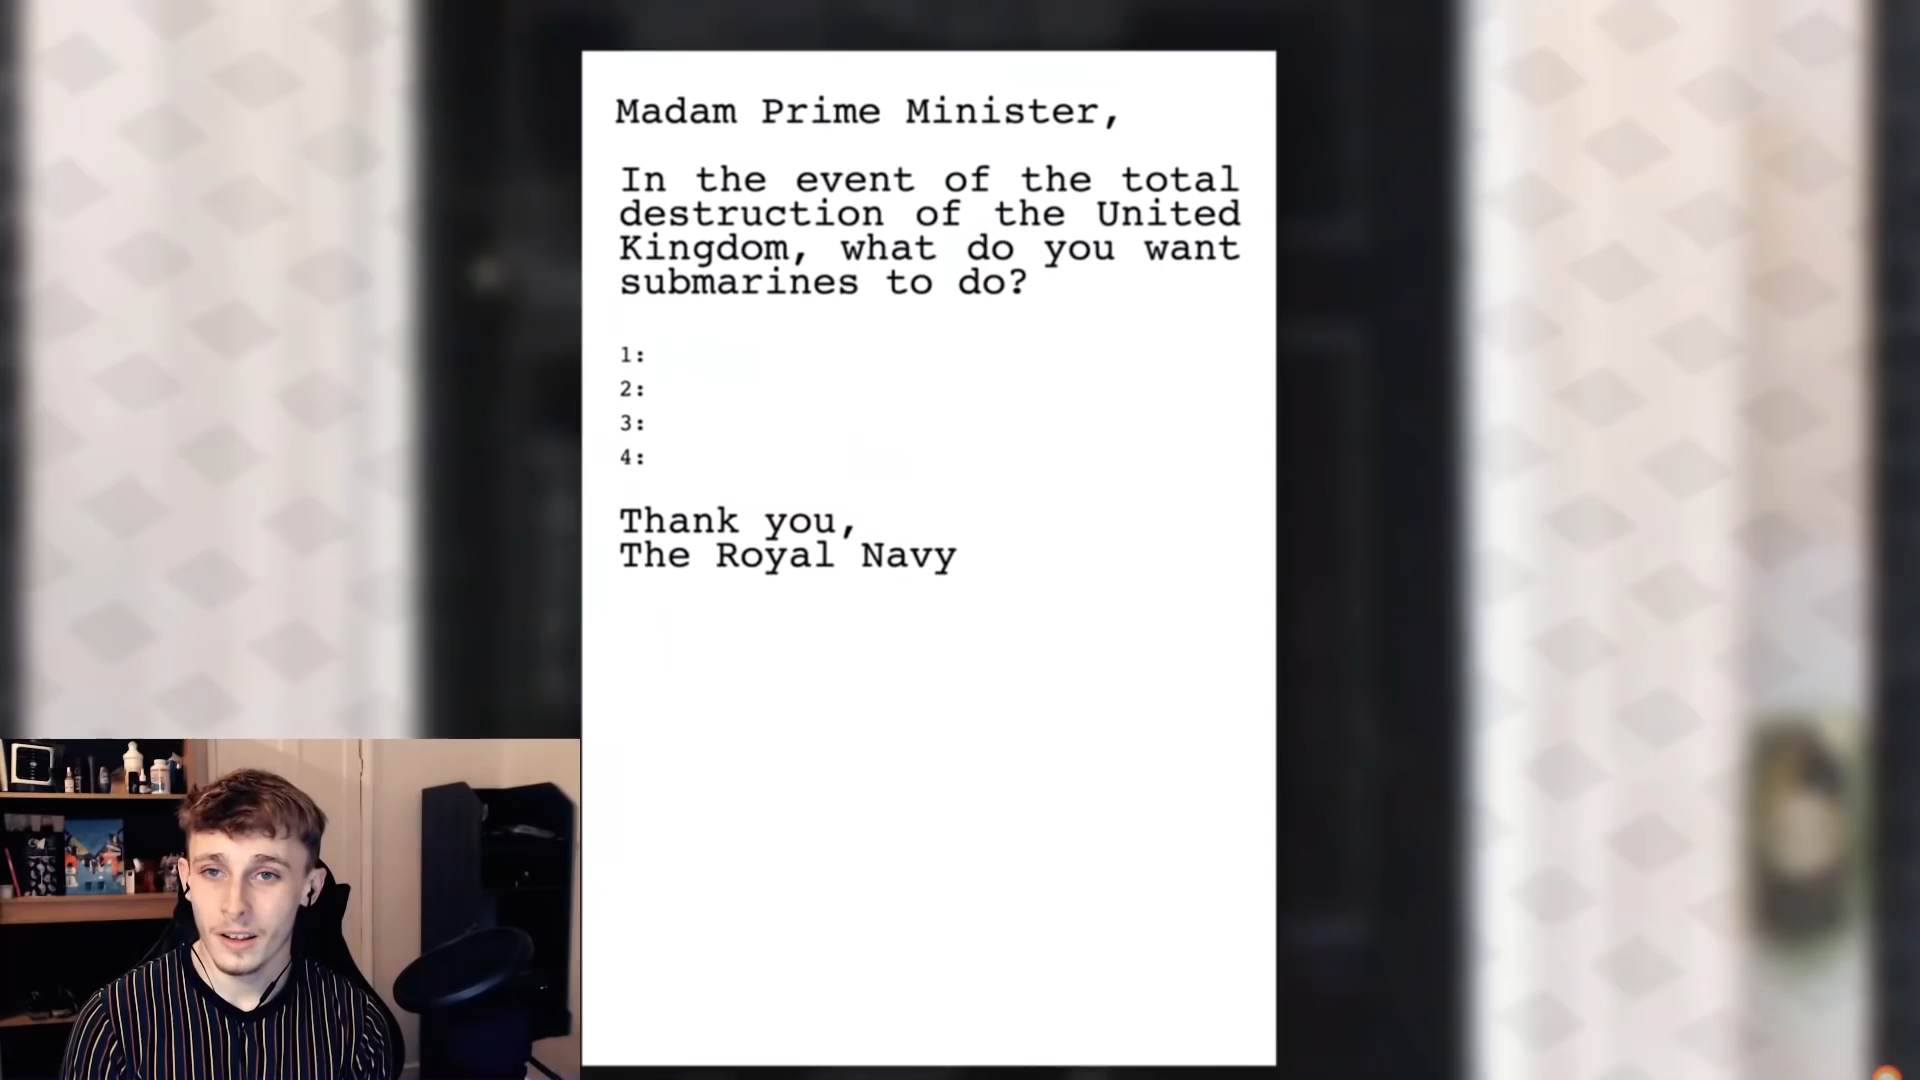 Madam Prime Minister,
In the event of the total
destruction of the United
Kingdom, what do you want
submarines to do?
1:
2:
3:
4:
Thank you,
The Royal Navy